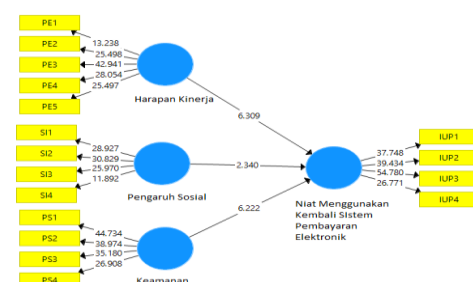 PE1
PE2
PE3
PE4
PE5
13.238
25.498
42.941
28.054
25.497
Harapan Kinerja
6.309
SI1
SI2
SI3
SI4
28.927
30.829
25.970
11.892
Pengaruh Sosial
2.340
PS1
PS2
PS3
PS4
44.734
38.974
35.180
26.908
Keamanan
6.222
IUP1
IUP2
IUP3
IUP4
37.748
39.434
54.780
26.771
Niat Menggunakan
Kembali SIstem
Pembayaran
Elektronik